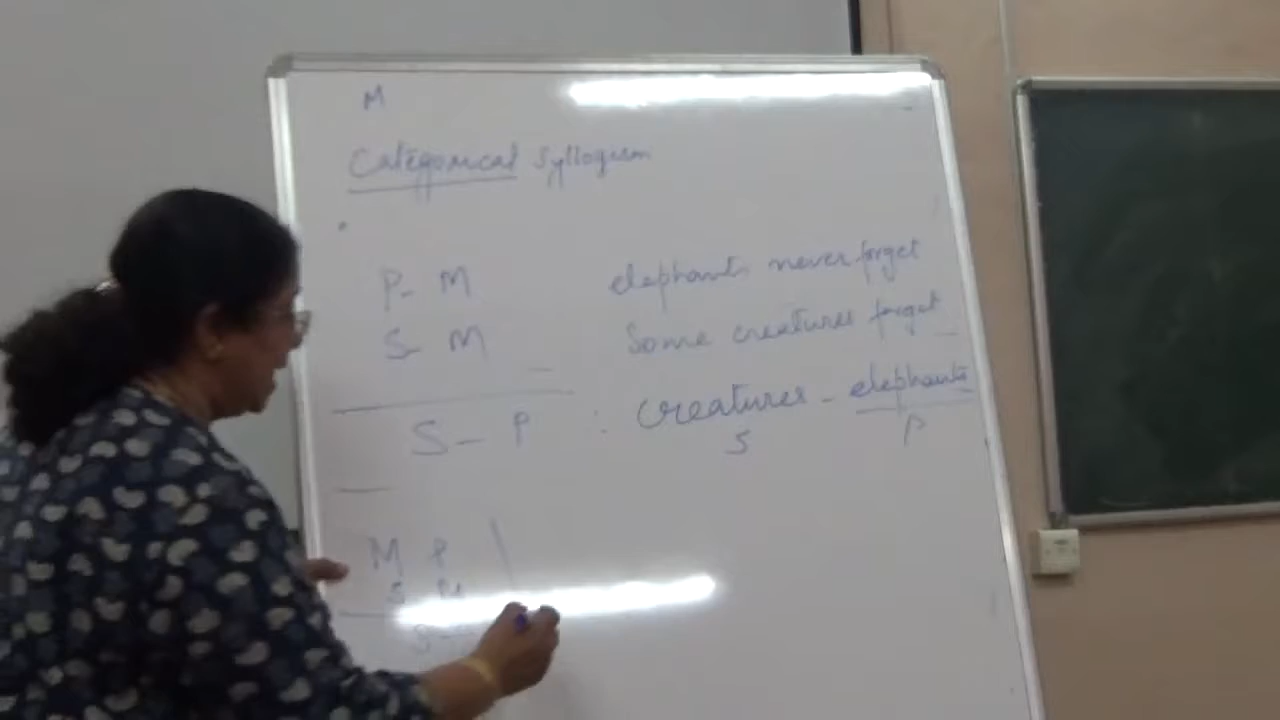 M
Categorical Syllogism
P - M elephants never forget
S - M Some creatures forget
S - P : creatures - elephants
S P
M P
S M
S